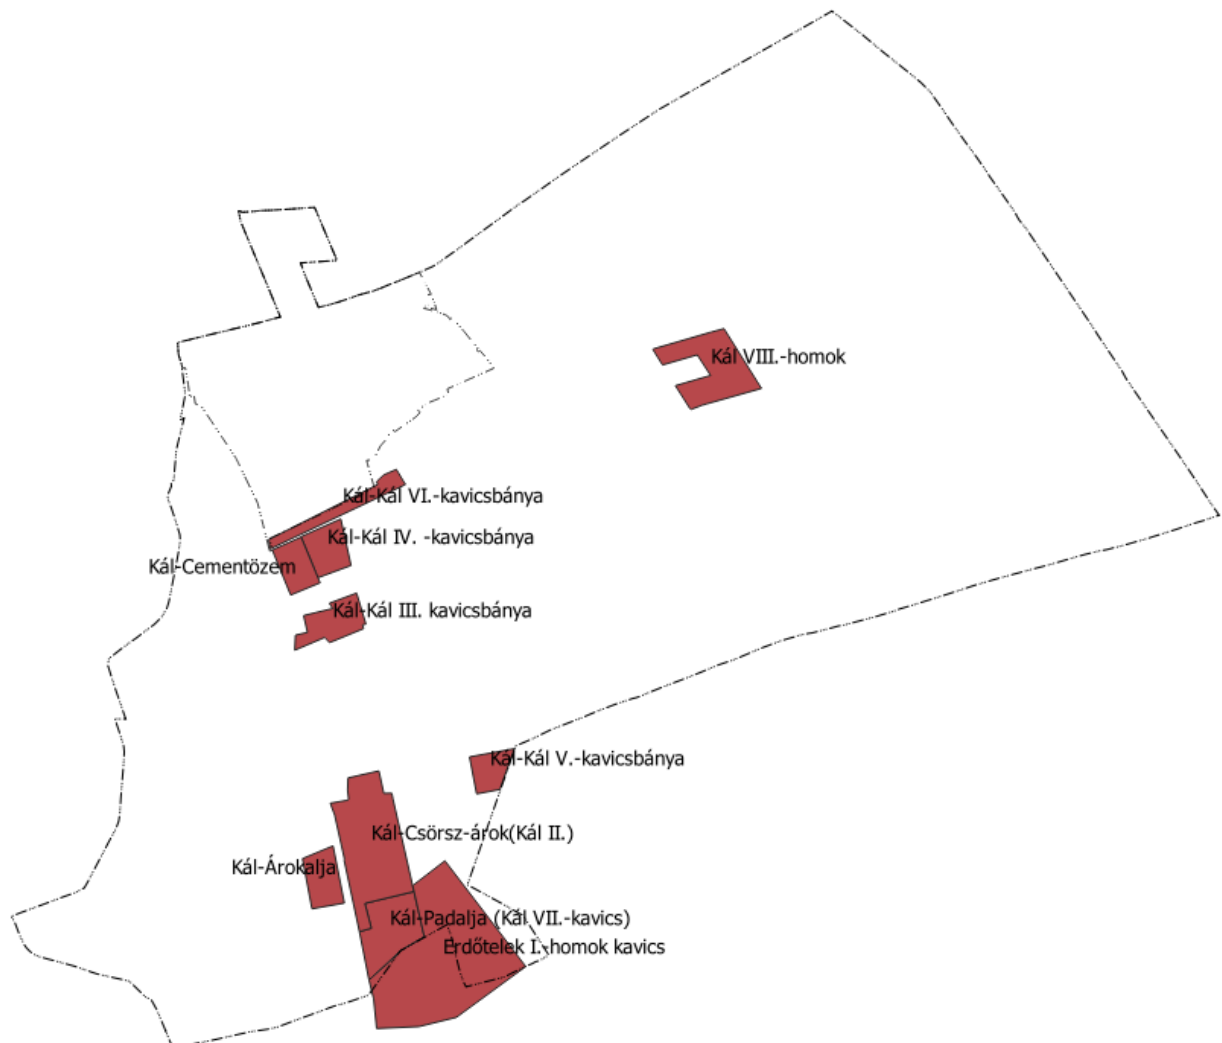 Kál VIII.-homok
Kál-Kál VI.-kavicsbánya
Kál-Kál IV. -kavicsbánya
Kál-Cementözem
Kál-Kál III. kavicsbánya
Kál-Kál V.-kavicsbánya
Kál-Csörsz-árok(Kál II.)
Kál-Árokalja
Kál-Padalja (Kál VII.-kavics)
Erdőtelek I.-homok kavics